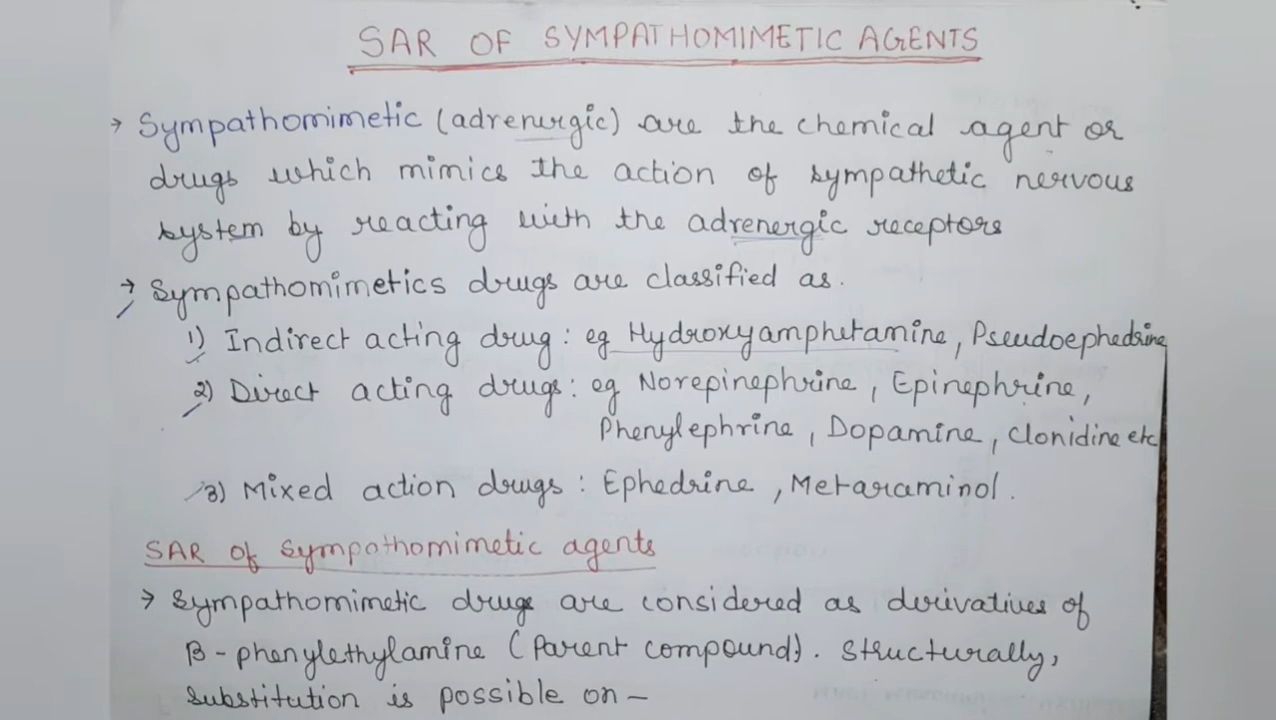 SAR OF SYMPATHOMIMETIC AGENTS
→ Sympathomimetic (adrenergic) are the chemical agent or
drugs which mimics the action of sympathetic nervous
system by reacting with the adrenergic receptors
→ Sympathomimetics drugs are classified as.
1) Indirect acting drug : eg Hydroxyamphetamine, Pseudoephedrine
2) Direct acting drugs : eg Norepinephrine, Epinephrine,
Phenylephrine, Dopamine, Clonidine etc
3) Mixed action drugs : Ephedrine, Metaraminol.
SAR of sympathomimetic agents
→ Sympathomimetic drugs are considered as derivatives of
β-phenylethylamine (Parent compound). Structurally,
substitution is possible on –